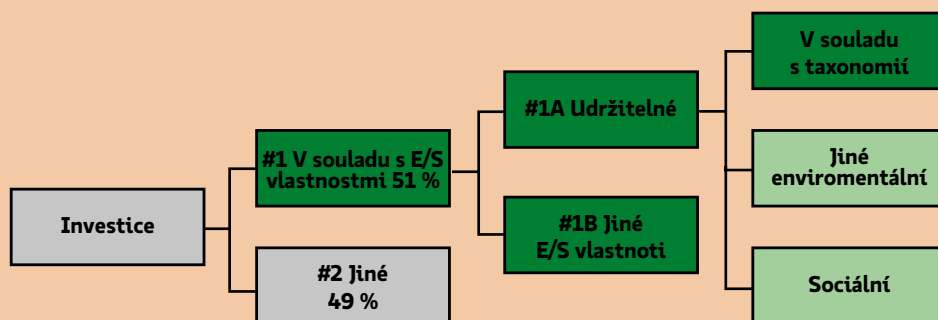 Investice
#1 V souladu s E/S
vlastnostmi 51 %
#2 Jiné
49 %
#1A Udržitelné
#1B Jiné
E/S vlastnoti
V souladu
s taxonomií
Jiné
enviromentální
Sociální